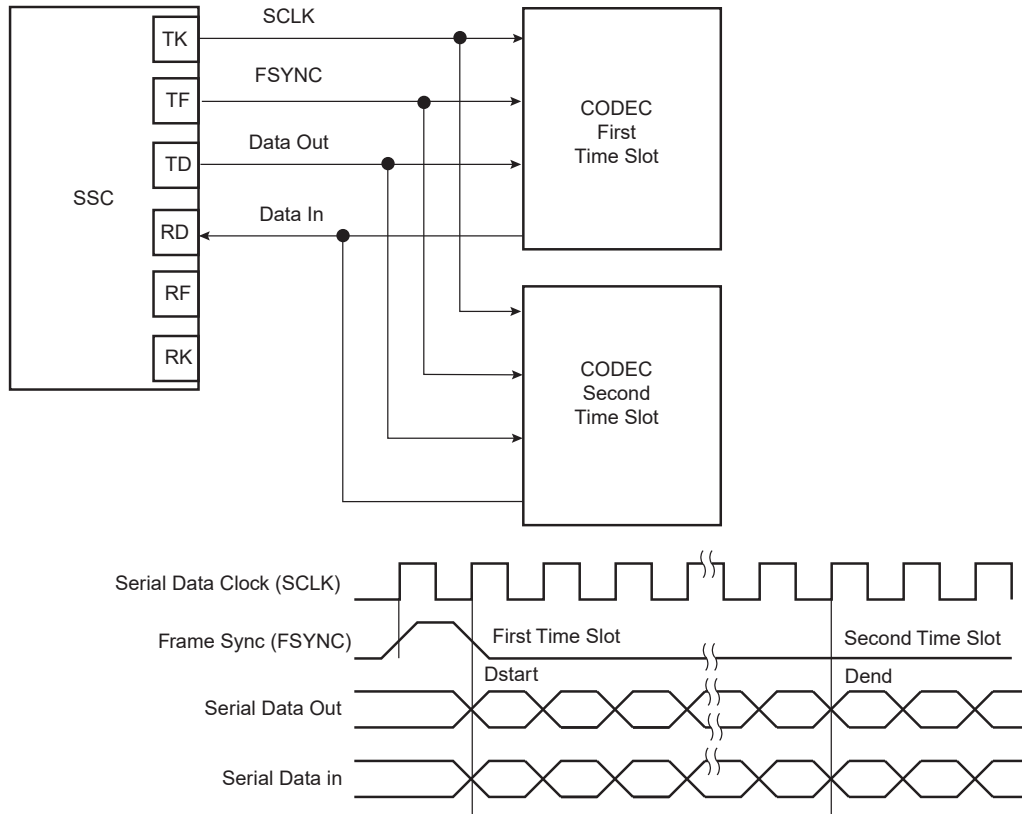 SCLK
TK
FSYNC
TF
CODEC
First
Time Slot
Data Out
TD
SSC
Data In
RD
RF
RK
CODEC
Second
Time Slot
Serial Data Clock (SCLK)
Frame Sync (FSYNC)
First Time Slot
Second Time Slot
Dstart
Dend
Serial Data Out
Serial Data in